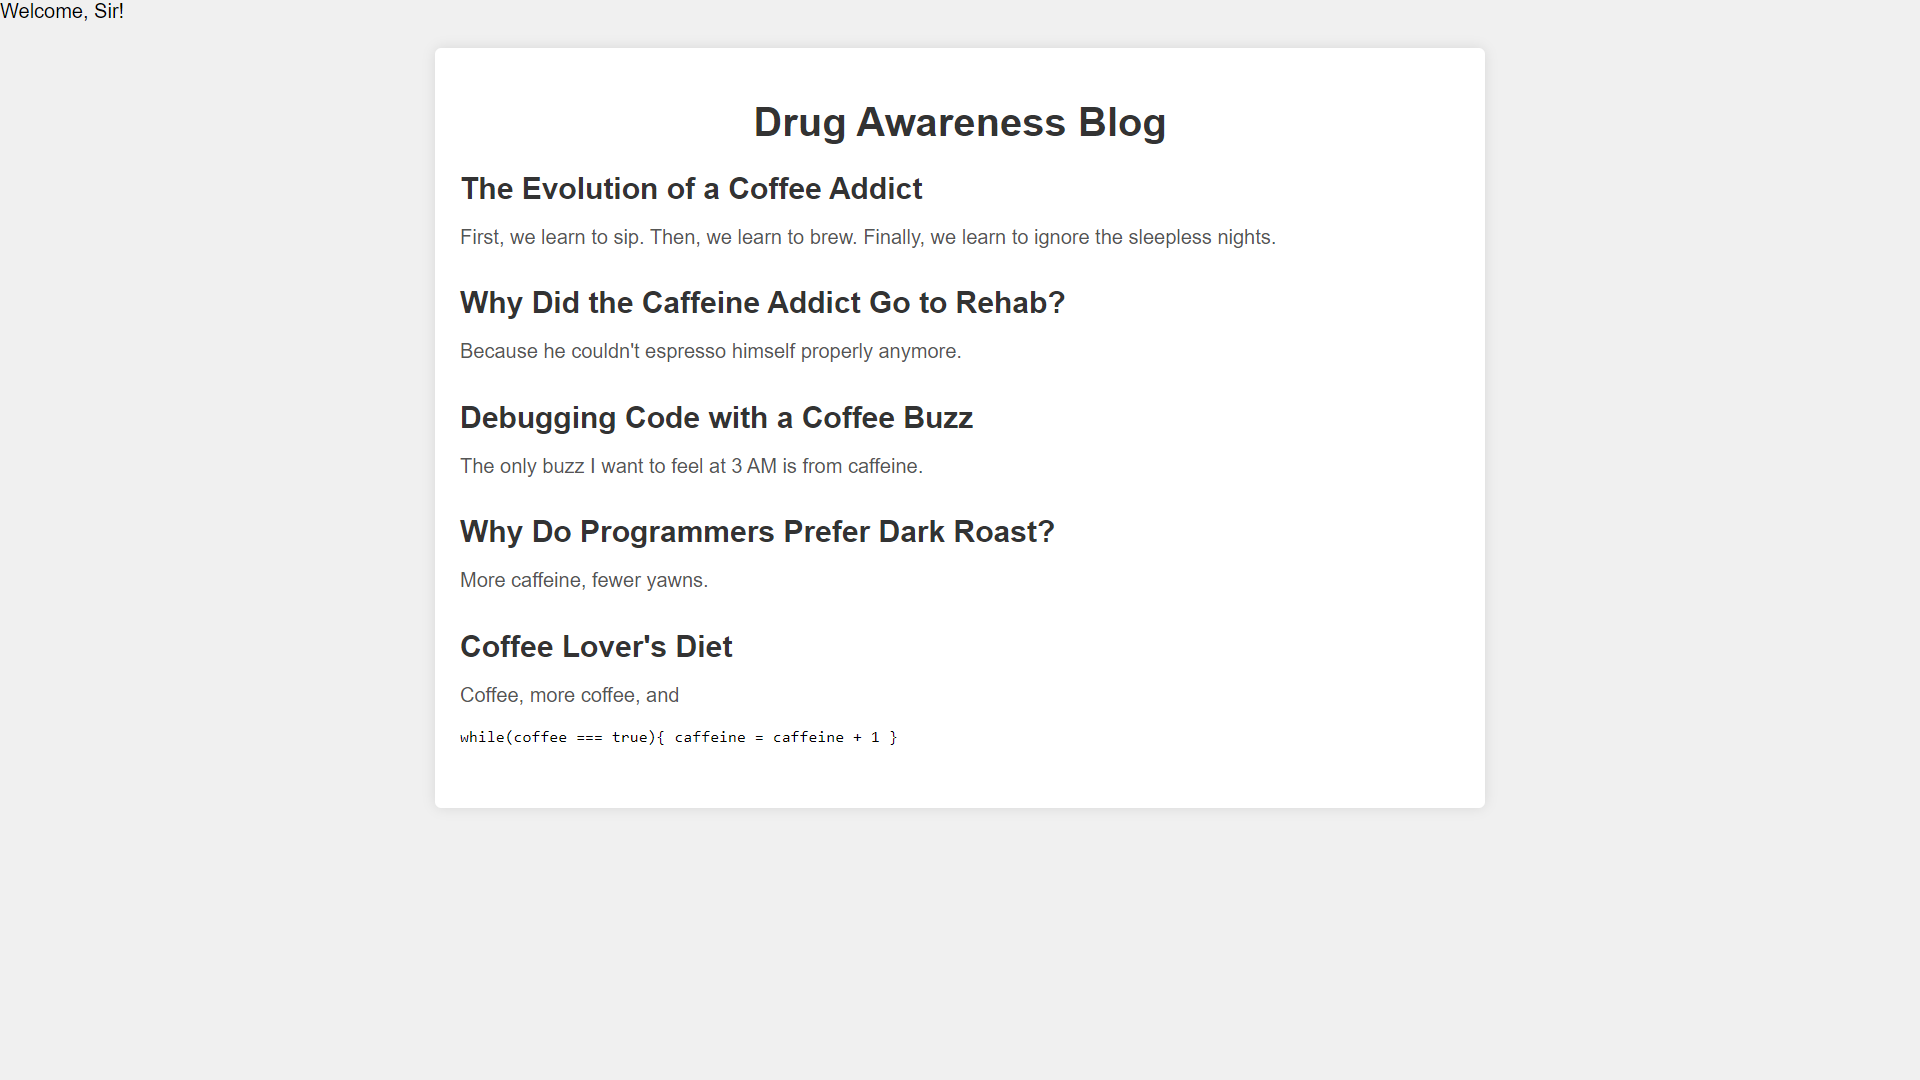 Welcome, Sir!
Drug Awareness Blog
The Evolution of a Coffee Addict
First, we learn to sip. Then, we learn to brew. Finally, we learn to ignore the sleepless nights.
Why Did the Caffeine Addict Go to Rehab?
Because he couldn't espresso himself properly anymore.
Debugging Code with a Coffee Buzz
The only buzz I want to feel at 3 AM is from caffeine.
Why Do Programmers Prefer Dark Roast?
More caffeine, fewer yawns.
Coffee Lover's Diet
Coffee, more coffee, and
while(coffee === true){ caffeine = caffeine + 1 }